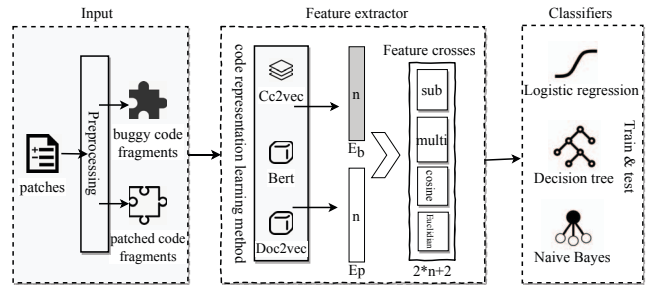 Input
patches
Preprocessing
buggy code
fragments
patched code
fragments
Feature extractor
code representation learning method
Cc2vec
Bert
Doc2vec
n
Eb
n
Ep
Feature crosses
sub
multi
cosine
Euclidian
2*n+2
Classifiers
Logistic regression
Decision tree
Naive Bayes
Train & test